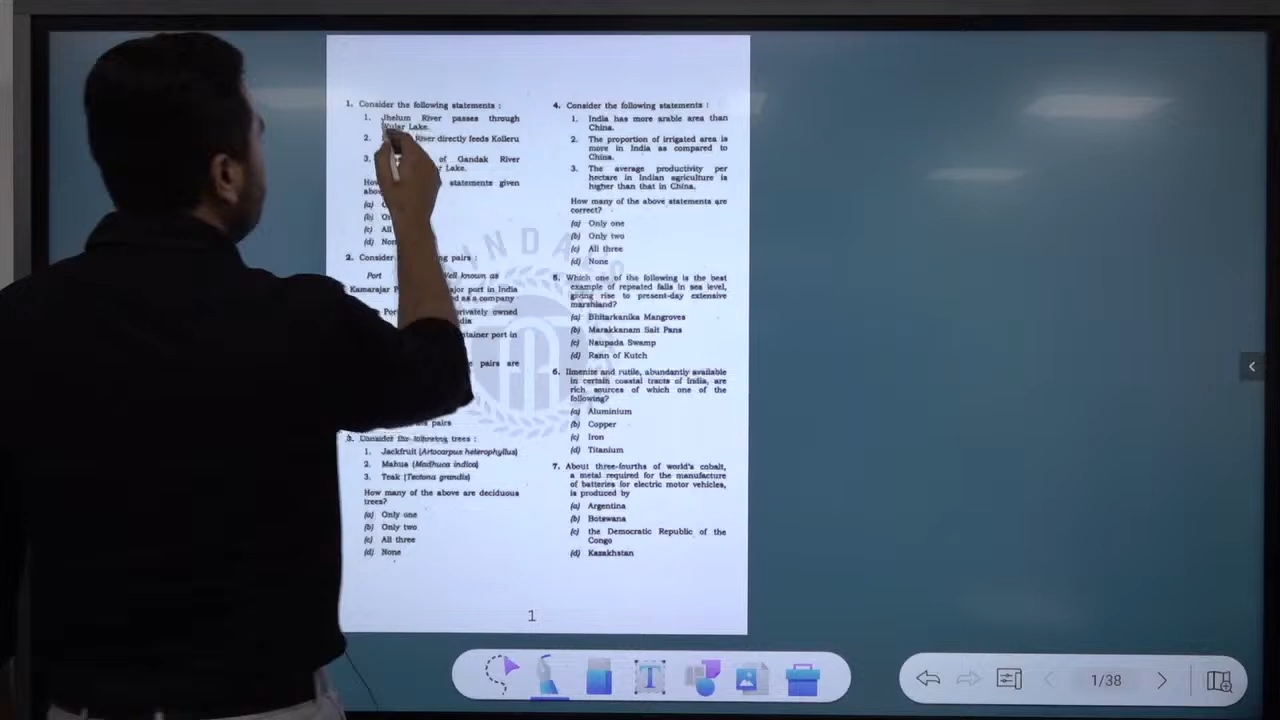 1. Consider the following statements :
1. Jhelum River passes through
Wular Lake.
2. River directly feeds Kolleru
3. of Gandak River
Lake.
statements given
(a)
(b)
(c) All
(d) Non
2. Consider pairs :
Port Well known as
Kamarajar port in India
as a company
privately owned
port in
pairs are
pairs
3. Consider the following trees :
1. Jackfruit (Artocarpus heterophyllus)
2. Mahua (Madhuca indica)
3. Teak (Tectona grandis)
How many of the above are deciduous
trees?
(a) Only one
(b) Only two
(c) All three
(d) None
4. Consider the following statements :
1. India has more arable area than
China.
2. The proportion of irrigated area is
more in India as compared to
China.
3. The average productivity per
hectare in Indian agriculture is
higher than that in China.
How many of the above statements are
correct?
(a) Only one
(b) Only two
(c) All three
(d) None
5. Which one of the following is the best
example of repeated falls in sea level,
giving rise to present-day extensive
marshland?
(a) Bhitarkanika Mangroves
(b) Marakkanam Salt Pans
(c) Naupada Swamp
(d) Rann of Kutch
6. Ilmenite and rutile, abundantly available
in certain coastal tracts of India, are
rich sources of which one of the
following?
(a) Aluminium
(b) Copper
(c) Iron
(d) Titanium
7. About three-fourths of world's cobalt,
a metal required for the manufacture
of batteries for electric motor vehicles,
is produced by
(a) Argentina
(b) Botswana
(c) the Democratic Republic of the
Congo
(d) Kazakhstan
1
T
1/38